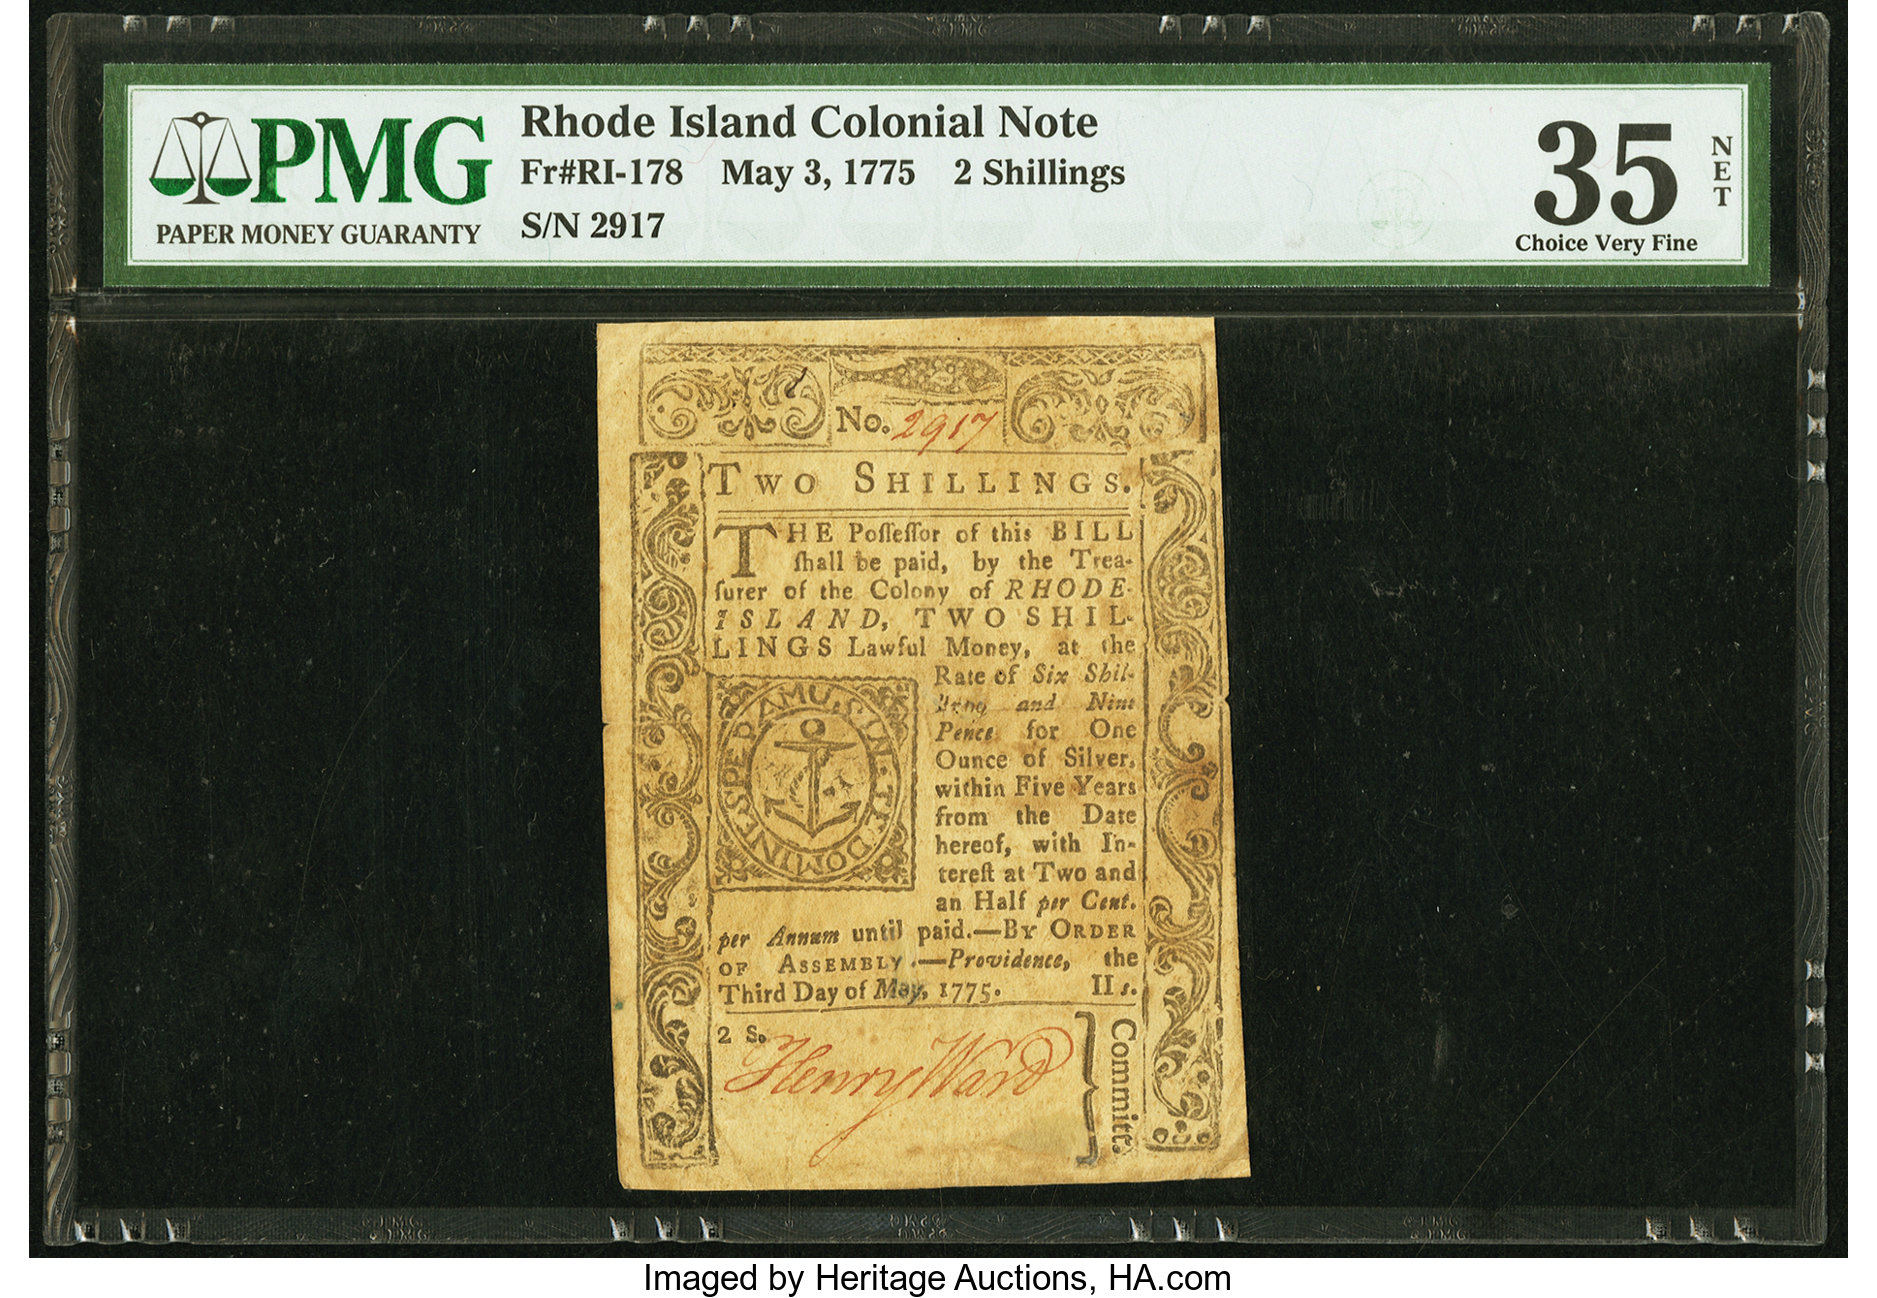 PMG
PAPER MONEY GUARANTY
Rhode Island Colonial Note
Fr#RI-178 May 3, 1775 2 Shillings
S/N 2917
35
NET
Choice Very Fine
No. 2917
TWO SHILLINGS.
THE Poſſeſſor of this BILL
ſhall be paid, by the Trea-
ſurer of the Colony of RHODE-
ISLAND, TWO SHIL-
LINGS Lawful Money, at the
Rate of Six Shil-
lings and Nine
Pence for One
Ounce of Silver,
within Five Years
from the Date
hereof, with In-
tereſt at Two and
an Half per Cent.
per Annum until paid.—BY ORDER
OF ASSEMBLY.—Providence, the
Third Day of May, 1775. II s.
IN TE DOMINE SPERAMUS
2 S.
Henry Ward
Committ.
Imaged by Heritage Auctions, HA.com